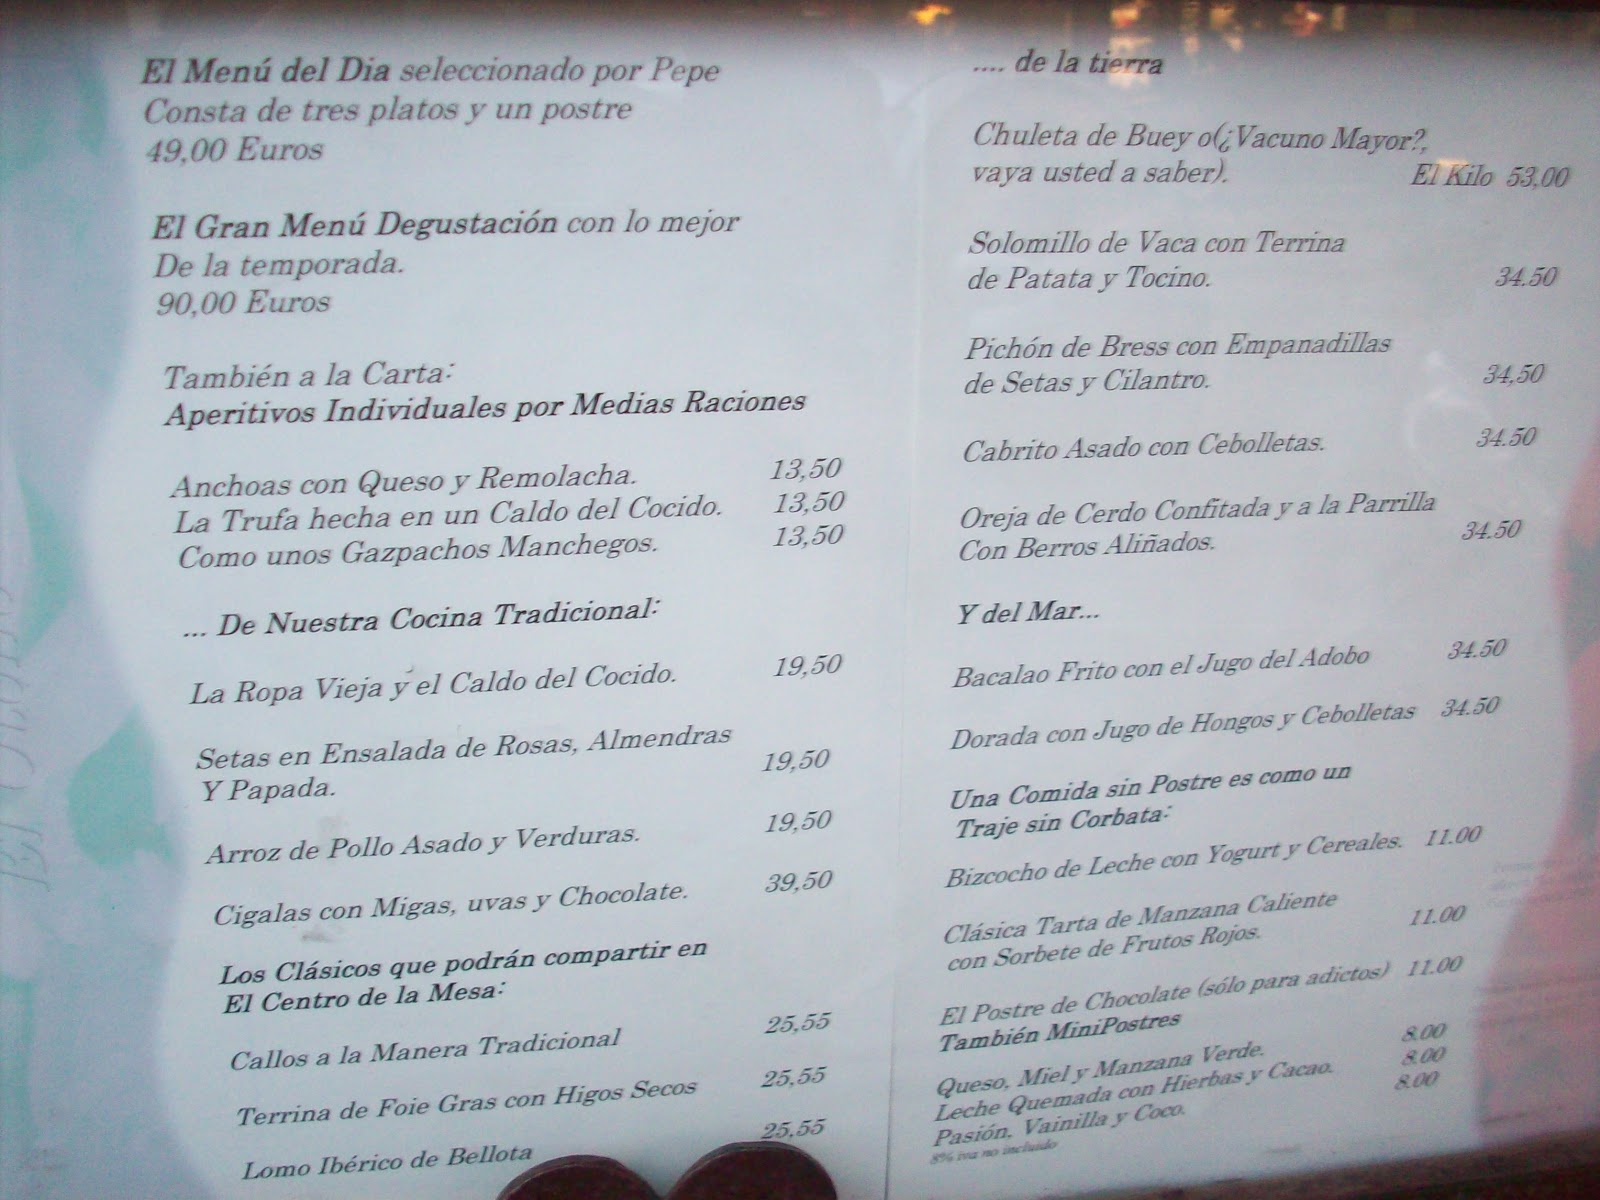 El Menú del Dia seleccionado por Pepe
Consta de tres platos y un postre
49,00 Euros
El Gran Menú Degustación con lo mejor
De la temporada.
90,00 Euros
También a la Carta:
Aperitivos Individuales por Medias Raciones
Anchoas con Queso y Remolacha. 13,50
La Trufa hecha en un Caldo del Cocido. 13,50
Como unos Gazpachos Manchegos. 13,50
... De Nuestra Cocina Tradicional:
La Ropa Vieja y el Caldo del Cocido. 19,50
Setas en Ensalada de Rosas, Almendras
Y Papada. 19,50
Arroz de Pollo Asado y Verduras. 19,50
Cigalas con Migas, uvas y Chocolate. 39,50
Los Clásicos que podrán compartir en
El Centro de la Mesa:
Callos a la Manera Tradicional 25,55
Terrina de Foie Gras con Higos Secos 25,55
Lomo Ibérico de Bellota 25,55
.... de la tierra
Chuleta de Buey o(¿Vacuno Mayor?,
vaya usted a saber). El Kilo 53,00
Solomillo de Vaca con Terrina
de Patata y Tocino. 34.50
Pichón de Bress con Empanadillas
de Setas y Cilantro. 34,50
Cabrito Asado con Cebolletas. 34.50
Oreja de Cerdo Confitada y a la Parrilla
Con Berros Aliñados. 34.50
Y del Mar...
Bacalao Frito con el Jugo del Adobo 34.50
Dorada con Jugo de Hongos y Cebolletas 34.50
Una Comida sin Postre es como un
Traje sin Corbata:
Bizcocho de Leche con Yogurt y Cereales. 11.00
Clásica Tarta de Manzana Caliente
con Sorbete de Frutos Rojos. 11.00
El Postre de Chocolate (sólo para adictos) 11.00
También MiniPostres
Queso, Miel y Manzana Verde. 8.00
Leche Quemada con Hierbas y Cacao. 8.00
Pasión, Vainilla y Coco. 8.00
8% iva no incluido